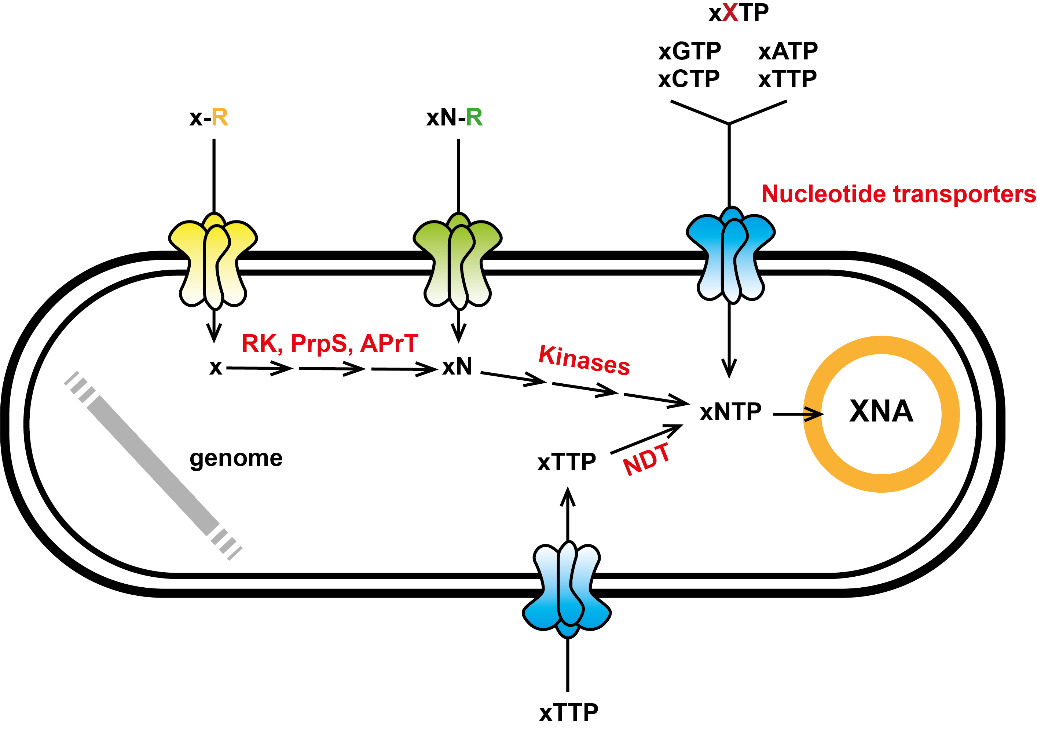 xXTP
xGTP xATP
xCTP xTTP
x-R
xN-R
Nucleotide transporters
RK, PrpS, APrT
x
xN
Kinases
xNTP
XNA
genome
xTTP
NDT
xTTP